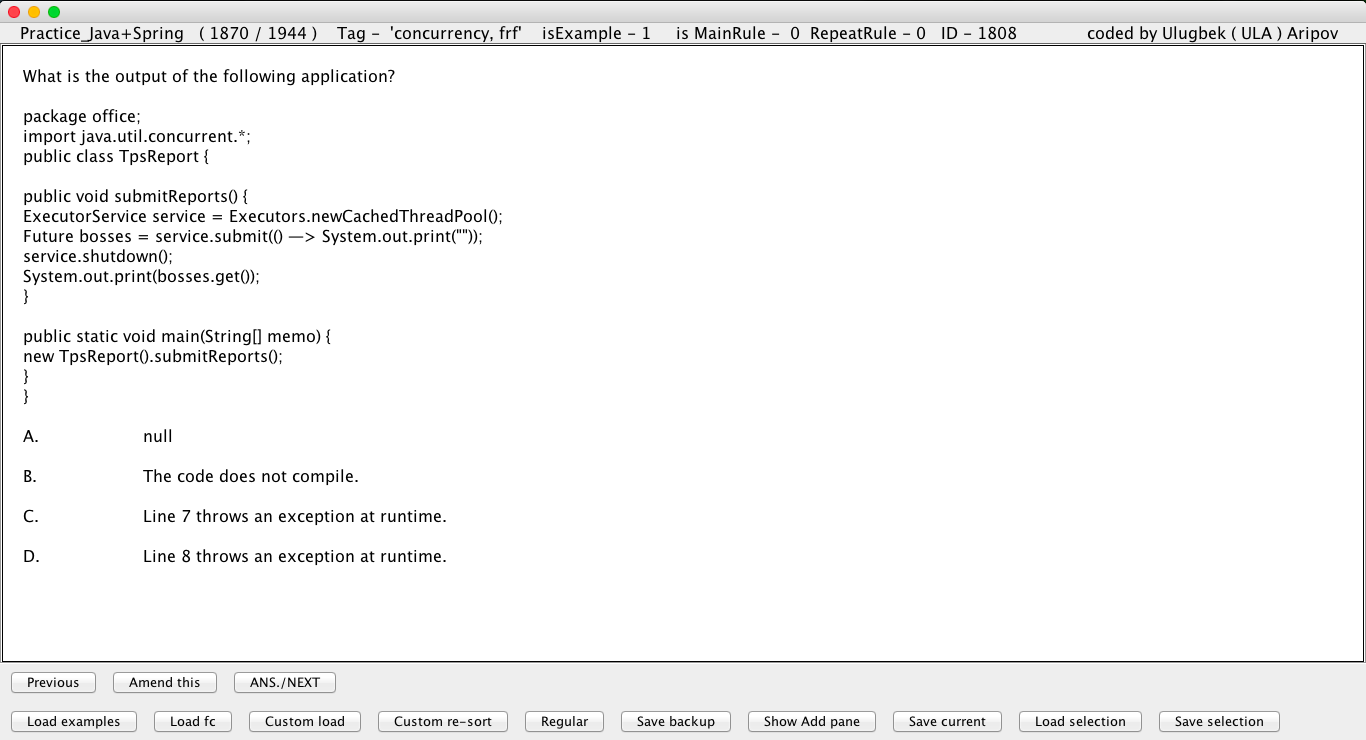 Practice_Java+Spring ( 1870 / 1944 ) Tag - 'concurrency, frf' isExample - 1 is MainRule - 0 RepeatRule - 0 ID - 1808 coded by Ulugbek ( ULA ) Aripov
What is the output of the following application?
package office;
import java.util.concurrent.*;
public class TpsReport {
public void submitReports() {
ExecutorService service = Executors.newCachedThreadPool();
Future bosses = service.submit(() —> System.out.print(""));
service.shutdown();
System.out.print(bosses.get());
}
public static void main(String[] memo) {
new TpsReport().submitReports();
}
}
A. null
B. The code does not compile.
C. Line 7 throws an exception at runtime.
D. Line 8 throws an exception at runtime.
Previous Amend this ANS./NEXT
Load examples Load fc Custom load Custom re-sort Regular Save backup Show Add pane Save current Load selection Save selection